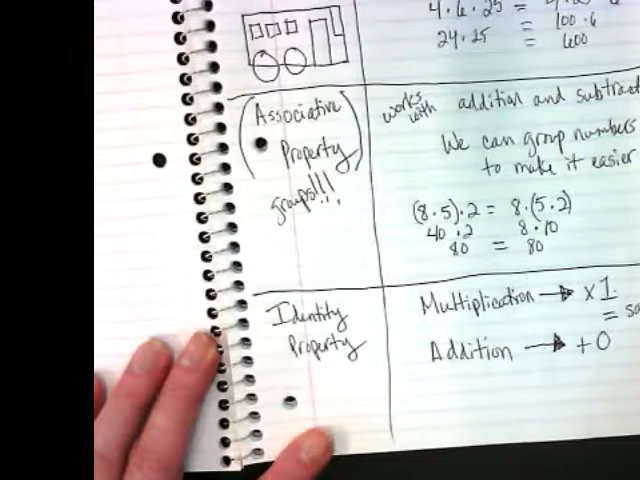 4 · 6 · 25 =
24 · 25 = 100 · 6
= 600
(Associative
Property)
groups!!!
works with addition and subtract
We can group numbers
to make it easier
(8 · 5) · 2 = 8 · (5 · 2)
40 · 2 8 · 10
80 = 80
Identity
Property
Multiplication → x 1
= sa
Addition → + 0